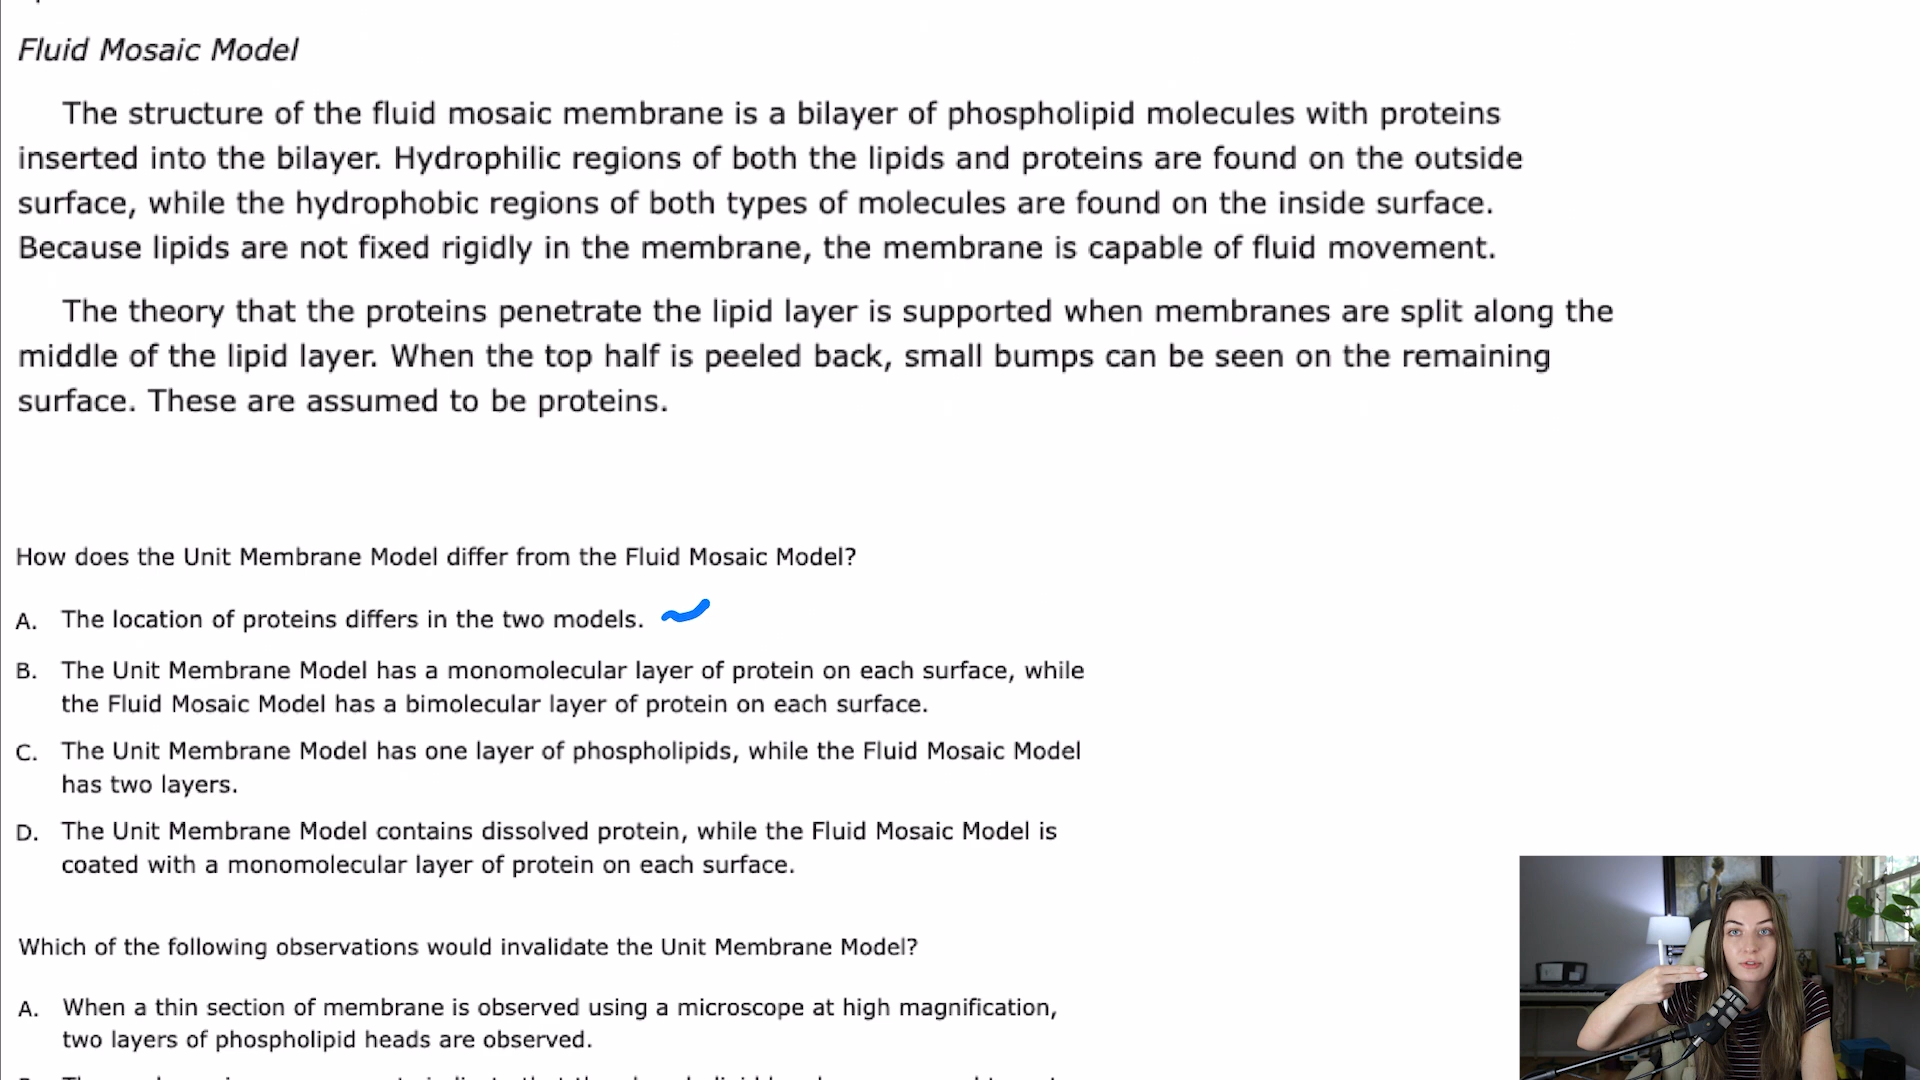 Fluid Mosaic Model
The structure of the fluid mosaic membrane is a bilayer of phospholipid molecules with proteins
inserted into the bilayer. Hydrophilic regions of both the lipids and proteins are found on the outside
surface, while the hydrophobic regions of both types of molecules are found on the inside surface.
Because lipids are not fixed rigidly in the membrane, the membrane is capable of fluid movement.
The theory that the proteins penetrate the lipid layer is supported when membranes are split along the
middle of the lipid layer. When the top half is peeled back, small bumps can be seen on the remaining
surface. These are assumed to be proteins.
How does the Unit Membrane Model differ from the Fluid Mosaic Model?
A. The location of proteins differs in the two models.
B. The Unit Membrane Model has a monomolecular layer of protein on each surface, while
the Fluid Mosaic Model has a bimolecular layer of protein on each surface.
C. The Unit Membrane Model has one layer of phospholipids, while the Fluid Mosaic Model
has two layers.
D. The Unit Membrane Model contains dissolved protein, while the Fluid Mosaic Model is
coated with a monomolecular layer of protein on each surface.
Which of the following observations would invalidate the Unit Membrane Model?
A. When a thin section of membrane is observed using a microscope at high magnification,
two layers of phospholipid heads are observed.